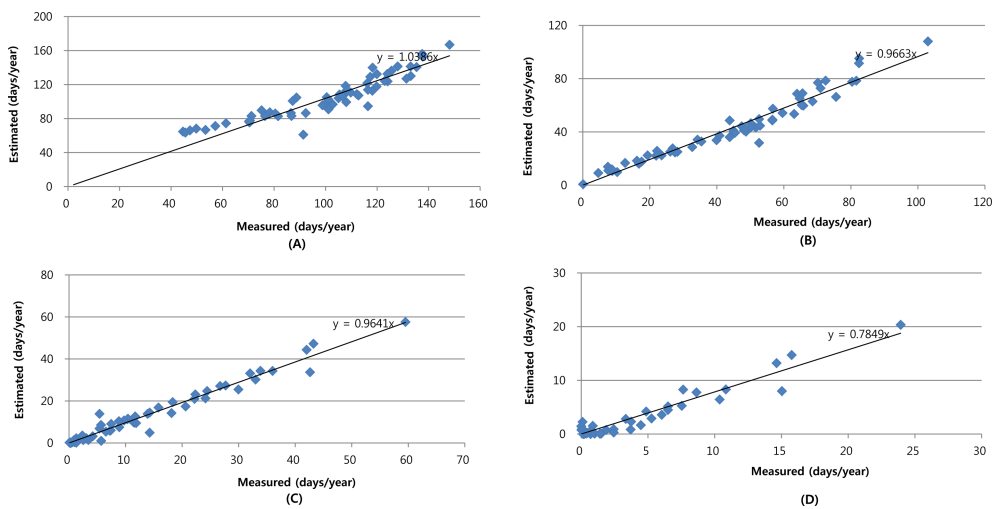 200
160
120
80
40
0
Estimated (days/year)
y = 1.0386x
0 20 40 60 80 100 120 140 160
Measured (days/year)
(A)
120
80
40
0
Estimated (days/year)
y = 0.9663x
0 20 40 60 80 100 120
Measured (days/year)
(B)
80
60
40
20
0
Estimated (days/year)
y = 0.9641x
0 10 20 30 40 50 60 70
Measured (days/year)
(C)
30
20
10
0
Estimated (days/year)
y = 0.7849x
0 5 10 15 20 25 30
Measured (days/year)
(D)